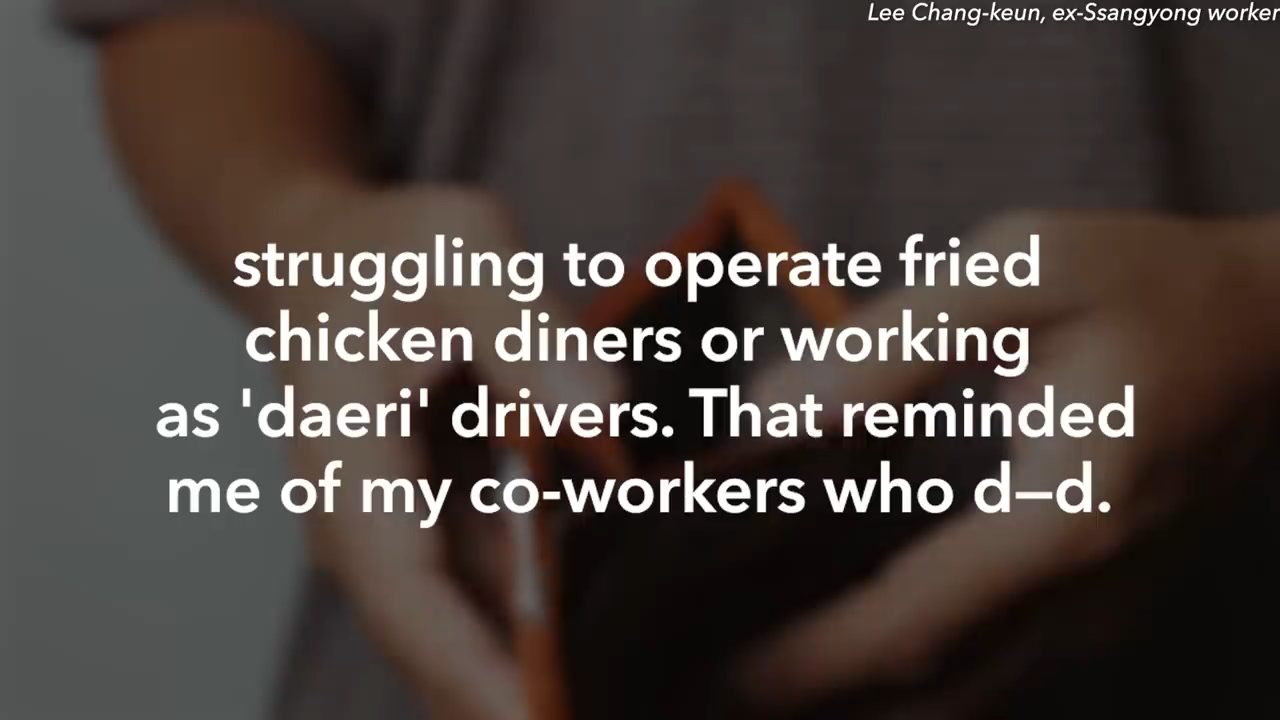 Lee Chang-keun, ex-Ssangyong worker
struggling to operate fried
chicken diners or working
as 'daeri' drivers. That reminded
me of my co-workers who d—d.